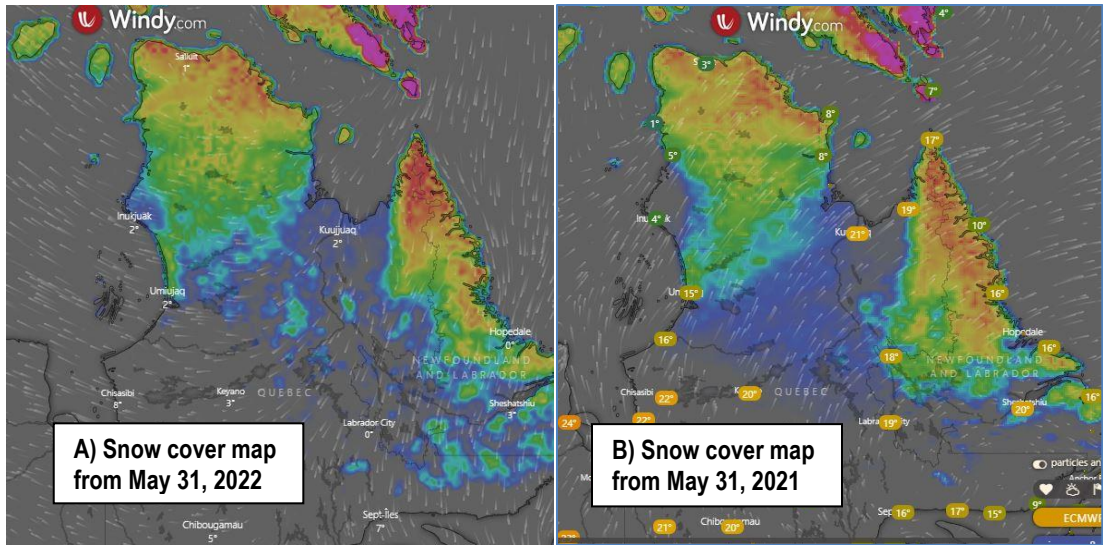 Windy.com
Salluit
1°
Inukjuak
2°
Kuujjuaq
2°
Umiujaq
2°
Hopedale
0°
NEWFOUNDLAND
AND LABRADOR
Chisasibi
8°
Keyano
3°
QUEBEC
Sheshatshiu
3°
Labrador City
0°
A) Snow cover map
from May 31, 2022
Sept-Îles
7°
Chibougamau
5°
Windy.com
4°
3°
7°
8°
1°
5°
8°
17°
19°
4°
21°
10°
15°
16°
Hopedale
16°
16°
18°
NEWFOUNDLAND
AND LABRADOR
Chisasibi
22°
20°
QUEBEC
16°
Sheshatshiu
20°
24°
22°
19°
B) Snow cover map
from May 31, 2021
particles an
9°
16°
17°
15°
21°
20°
ECMWF